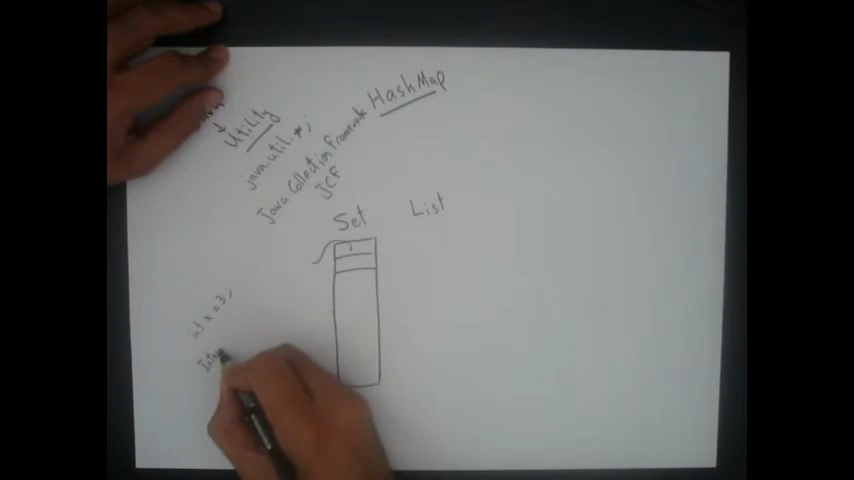 HashMap
Utility
java.util.*;
Java Collection Framework
JCF
Set
List
int x = 3;